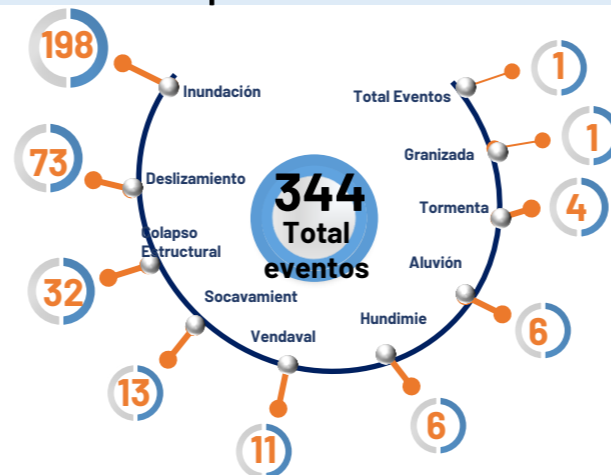 198
Inundación
73
Deslizamiento
32
Colapso
Estructural
13
Socavamient
11
Vendaval
6
Hundimie
6
Aluvión
4
Tormenta
1
Granizada
1
Total Eventos
344
Total
eventos